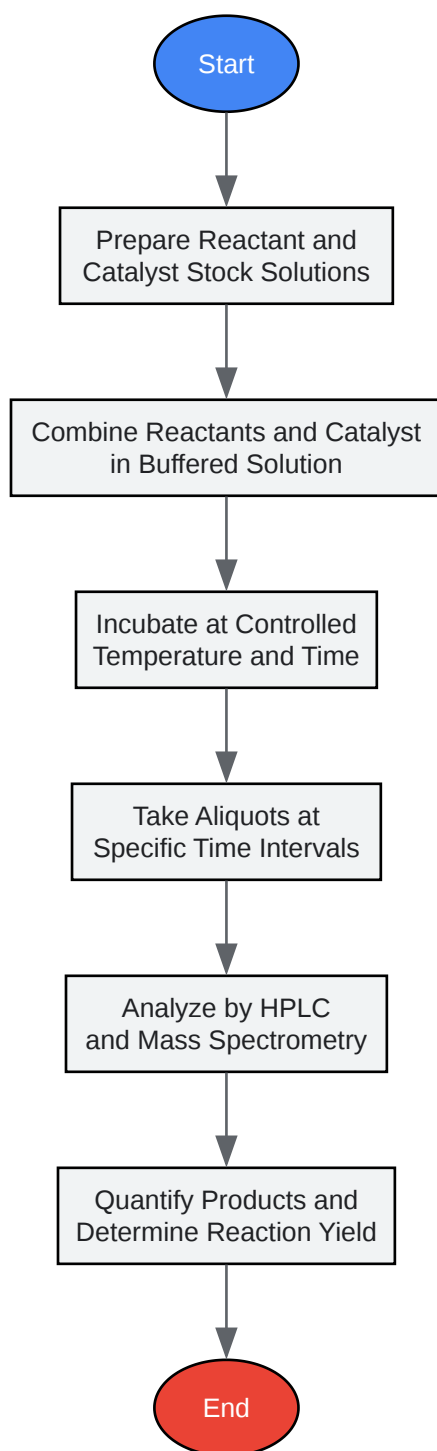 Start
Prepare Reactant and
Catalyst Stock Solutions
Combine Reactants and Catalyst
in Buffered Solution
Incubate at Controlled
Temperature and Time
Take Aliquots at
Specific Time Intervals
Analyze by HPLC
and Mass Spectrometry
Quantify Products and
Determine Reaction Yield
End